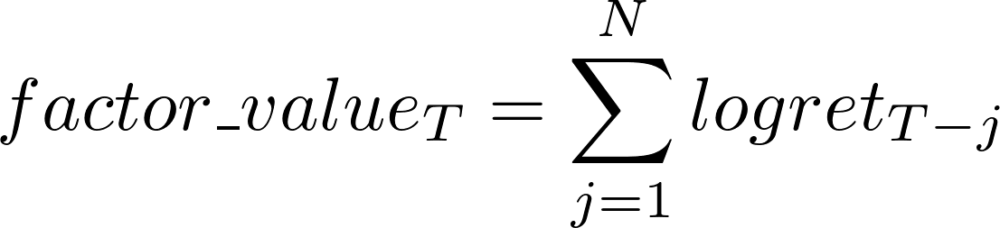 factor_value_T = \sum_{j=1}^{N} logret_{T-j}